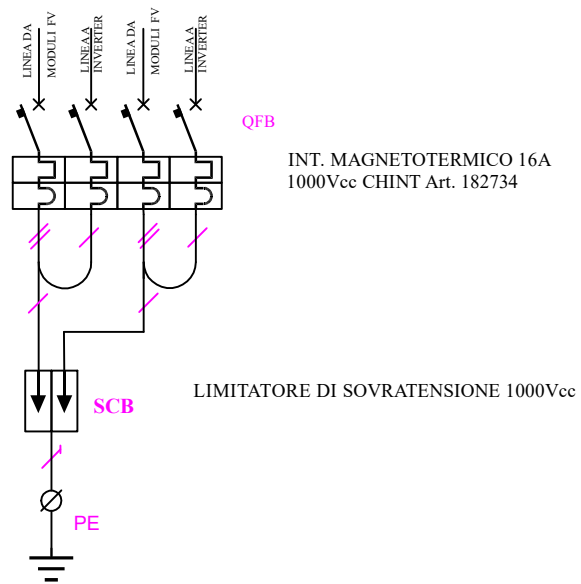 LINEA DA
MODULI FV
LINEA A
INVERTER
LINEA DA
MODULI FV
LINEA A
INVERTER
QFB
INT. MAGNETOTERMICO 16A
1000Vcc CHINT Art. 182734
LIMITATORE DI SOVRATENSIONE 1000Vcc
SCB
PE